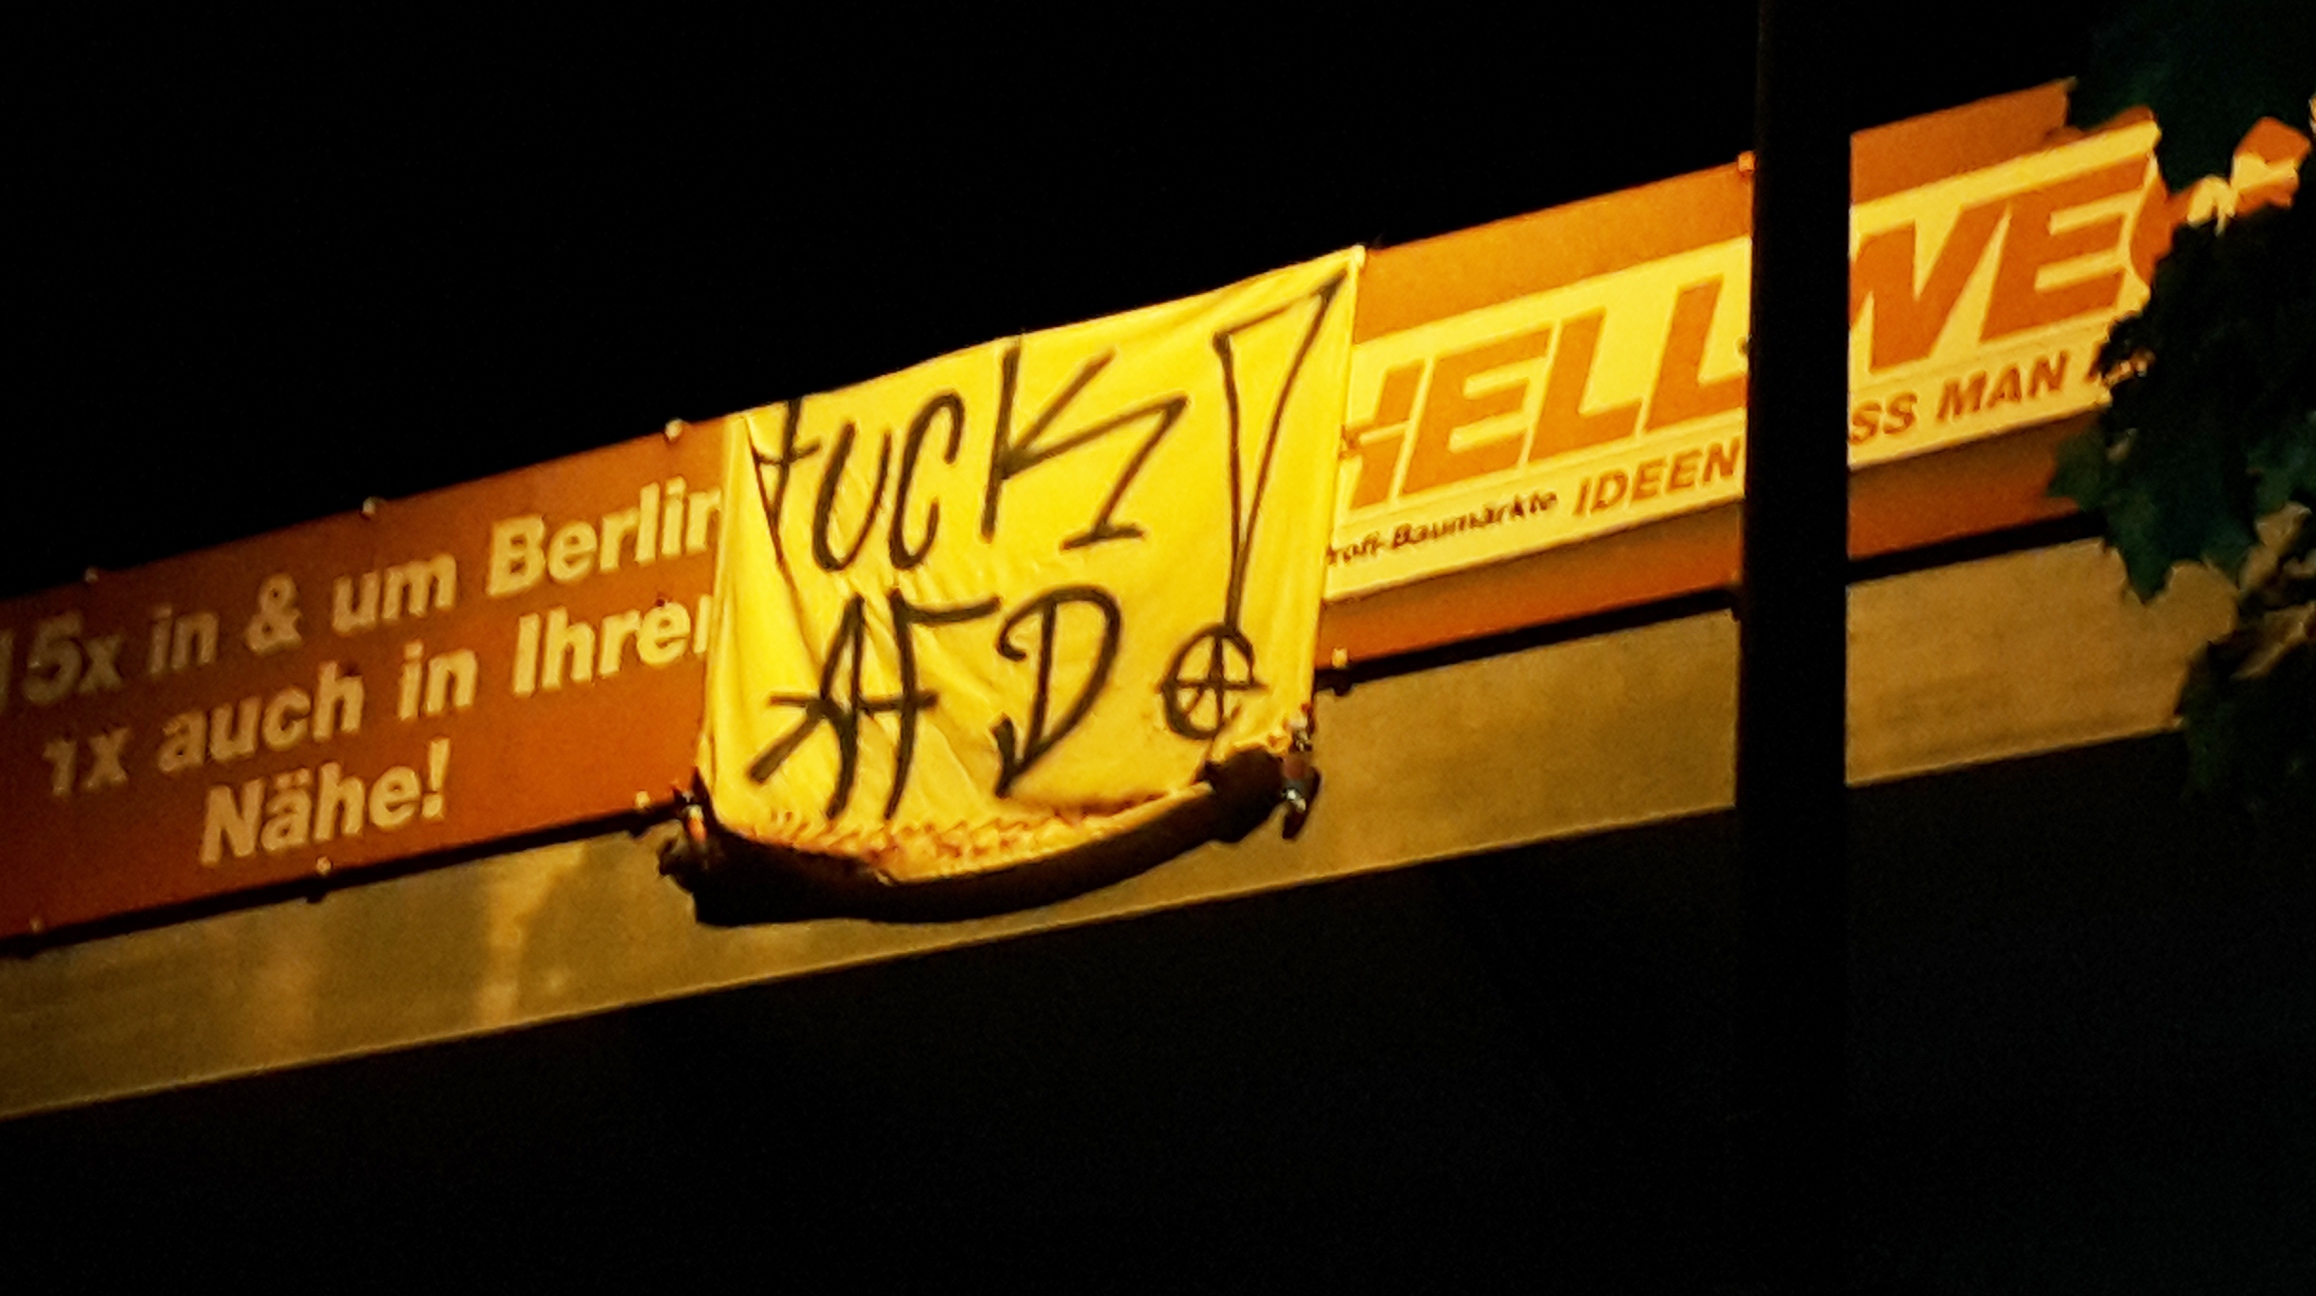 15x in & um Berlin
1x auch in Ihrer
Nähe!
FUCK
AFD!
HELLWEG
Profi-Baumärkte IDEEN
SS MAN